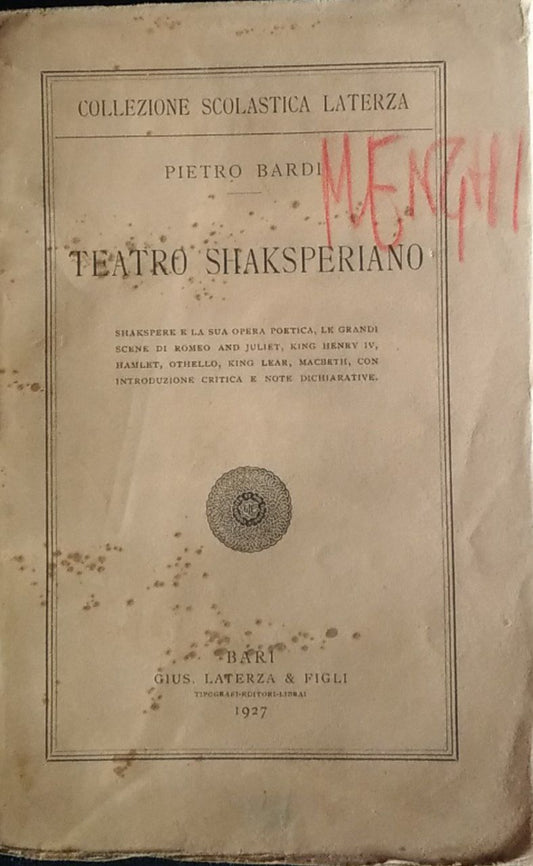 COLLEZIONE SCOLASTICA LATERZA
PIETRO BARDI
MENGHI
TEATRO SHAKSPERIANO
SHAKSPERE E LA SUA OPERA POETICA, LE GRANDI
SCENE DI ROMEO AND JULIET, KING HENRY IV,
HAMLET, OTHELLO, KING LEAR, MACBETH, CON
INTRODUZIONE CRITICA E NOTE DICHIARATIVE.
BARI
GIUS. LATERZA & FIGLI
TIPOGRAFI-EDITORI-LIBRAI
1927